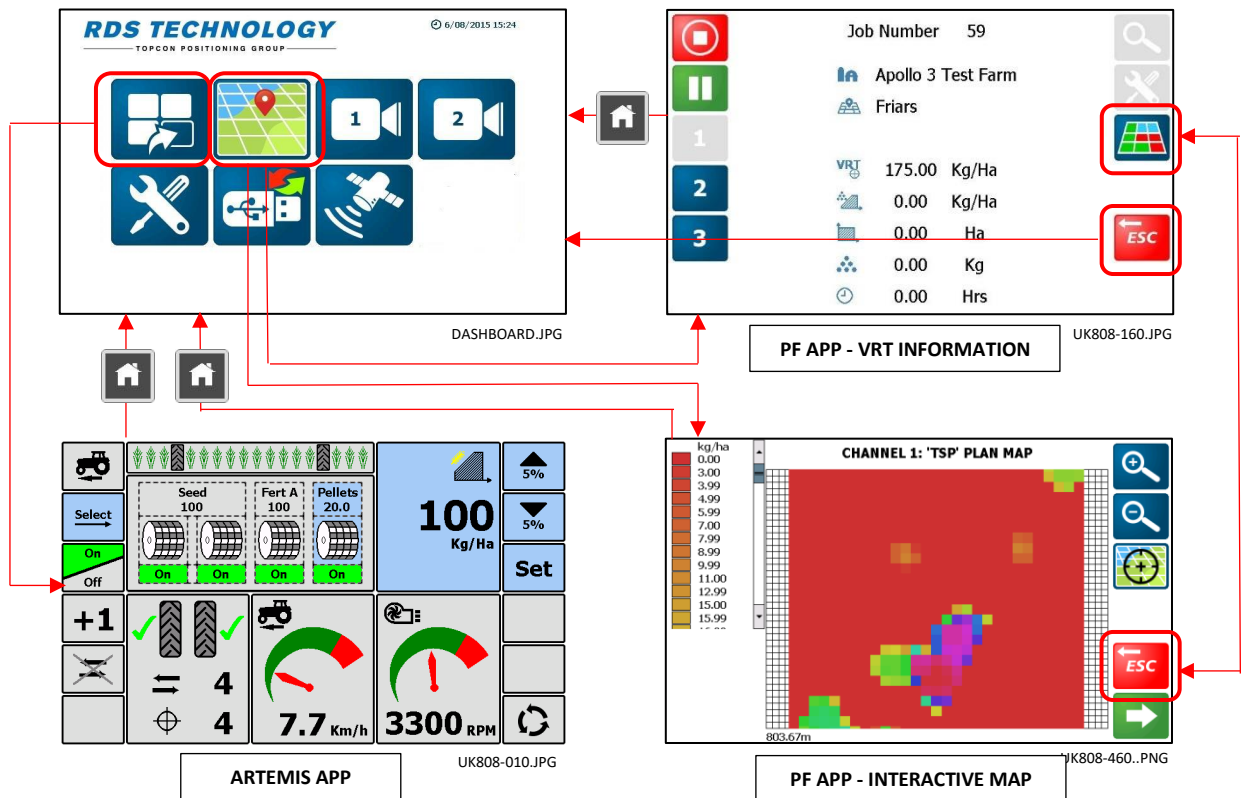 RDS TECHNOLOGY
TOPCON POSITIONING GROUP
6/08/2015 15:24
1
2
DASHBOARD.JPG
Job Number 59
Apollo 3 Test Farm
Friars
VRT 175.00 Kg/Ha
0.00 Kg/Ha
0.00 Ha
0.00 Kg
0.00 Hrs
1
2
3
ESC
UK808-160.JPG
PF APP - VRT INFORMATION
Select
On
Off
+1
Seed
100
Fert A
100
Pellets
20.0
On On On On
100
Kg/Ha
5%
5%
Set
4
4
7.7 Km/h
3300 RPM
UK808-010.JPG
ARTEMIS APP
kg/ha
0.00
3.00
3.99
4.99
5.99
7.00
7.99
8.99
9.99
11.00
12.99
15.00
15.99
CHANNEL 1: 'TSP' PLAN MAP
ESC
803.67m
UK808-460..PNG
PF APP - INTERACTIVE MAP